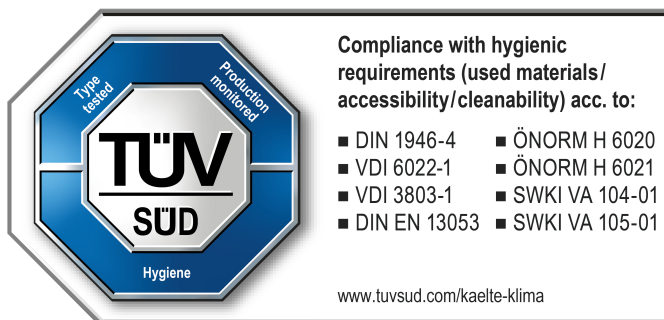 Type
tested
Production
monitored
TÜV
SÜD
Hygiene
Compliance with hygienic
requirements (used materials/
accessibility/cleanability) acc. to:
■ DIN 1946-4
■ VDI 6022-1
■ VDI 3803-1
■ DIN EN 13053
■ ÖNORM H 6020
■ ÖNORM H 6021
■ SWKI VA 104-01
■ SWKI VA 105-01
www.tuvsud.com/kaelte-klima